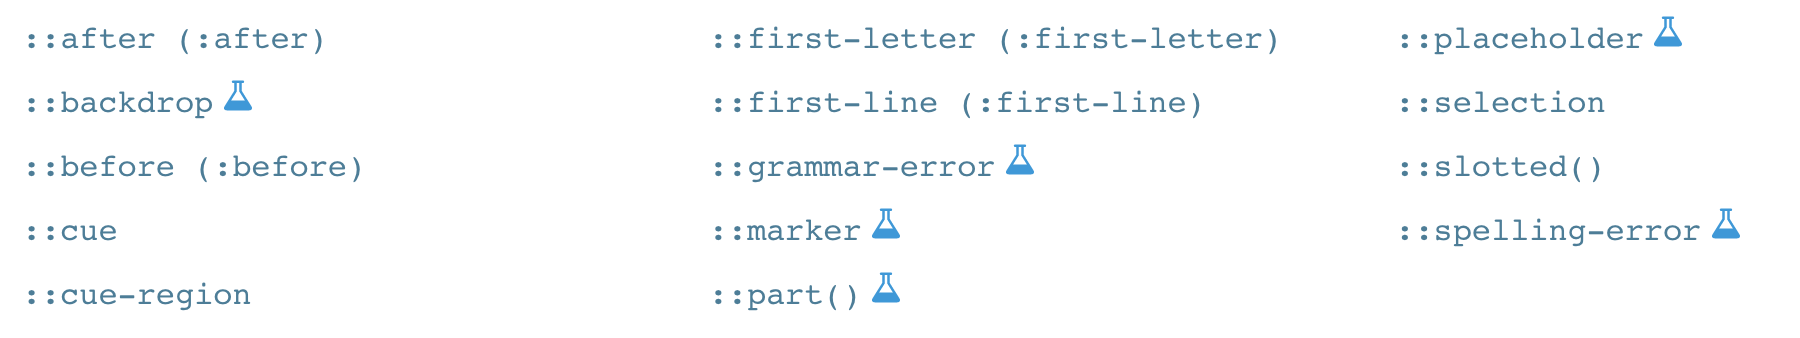 ::after (:after)
::backdrop
::before (:before)
::cue
::cue-region
::first-letter (:first-letter)
::first-line (:first-line)
::grammar-error
::marker
::part()
::placeholder
::selection
::slotted()
::spelling-error